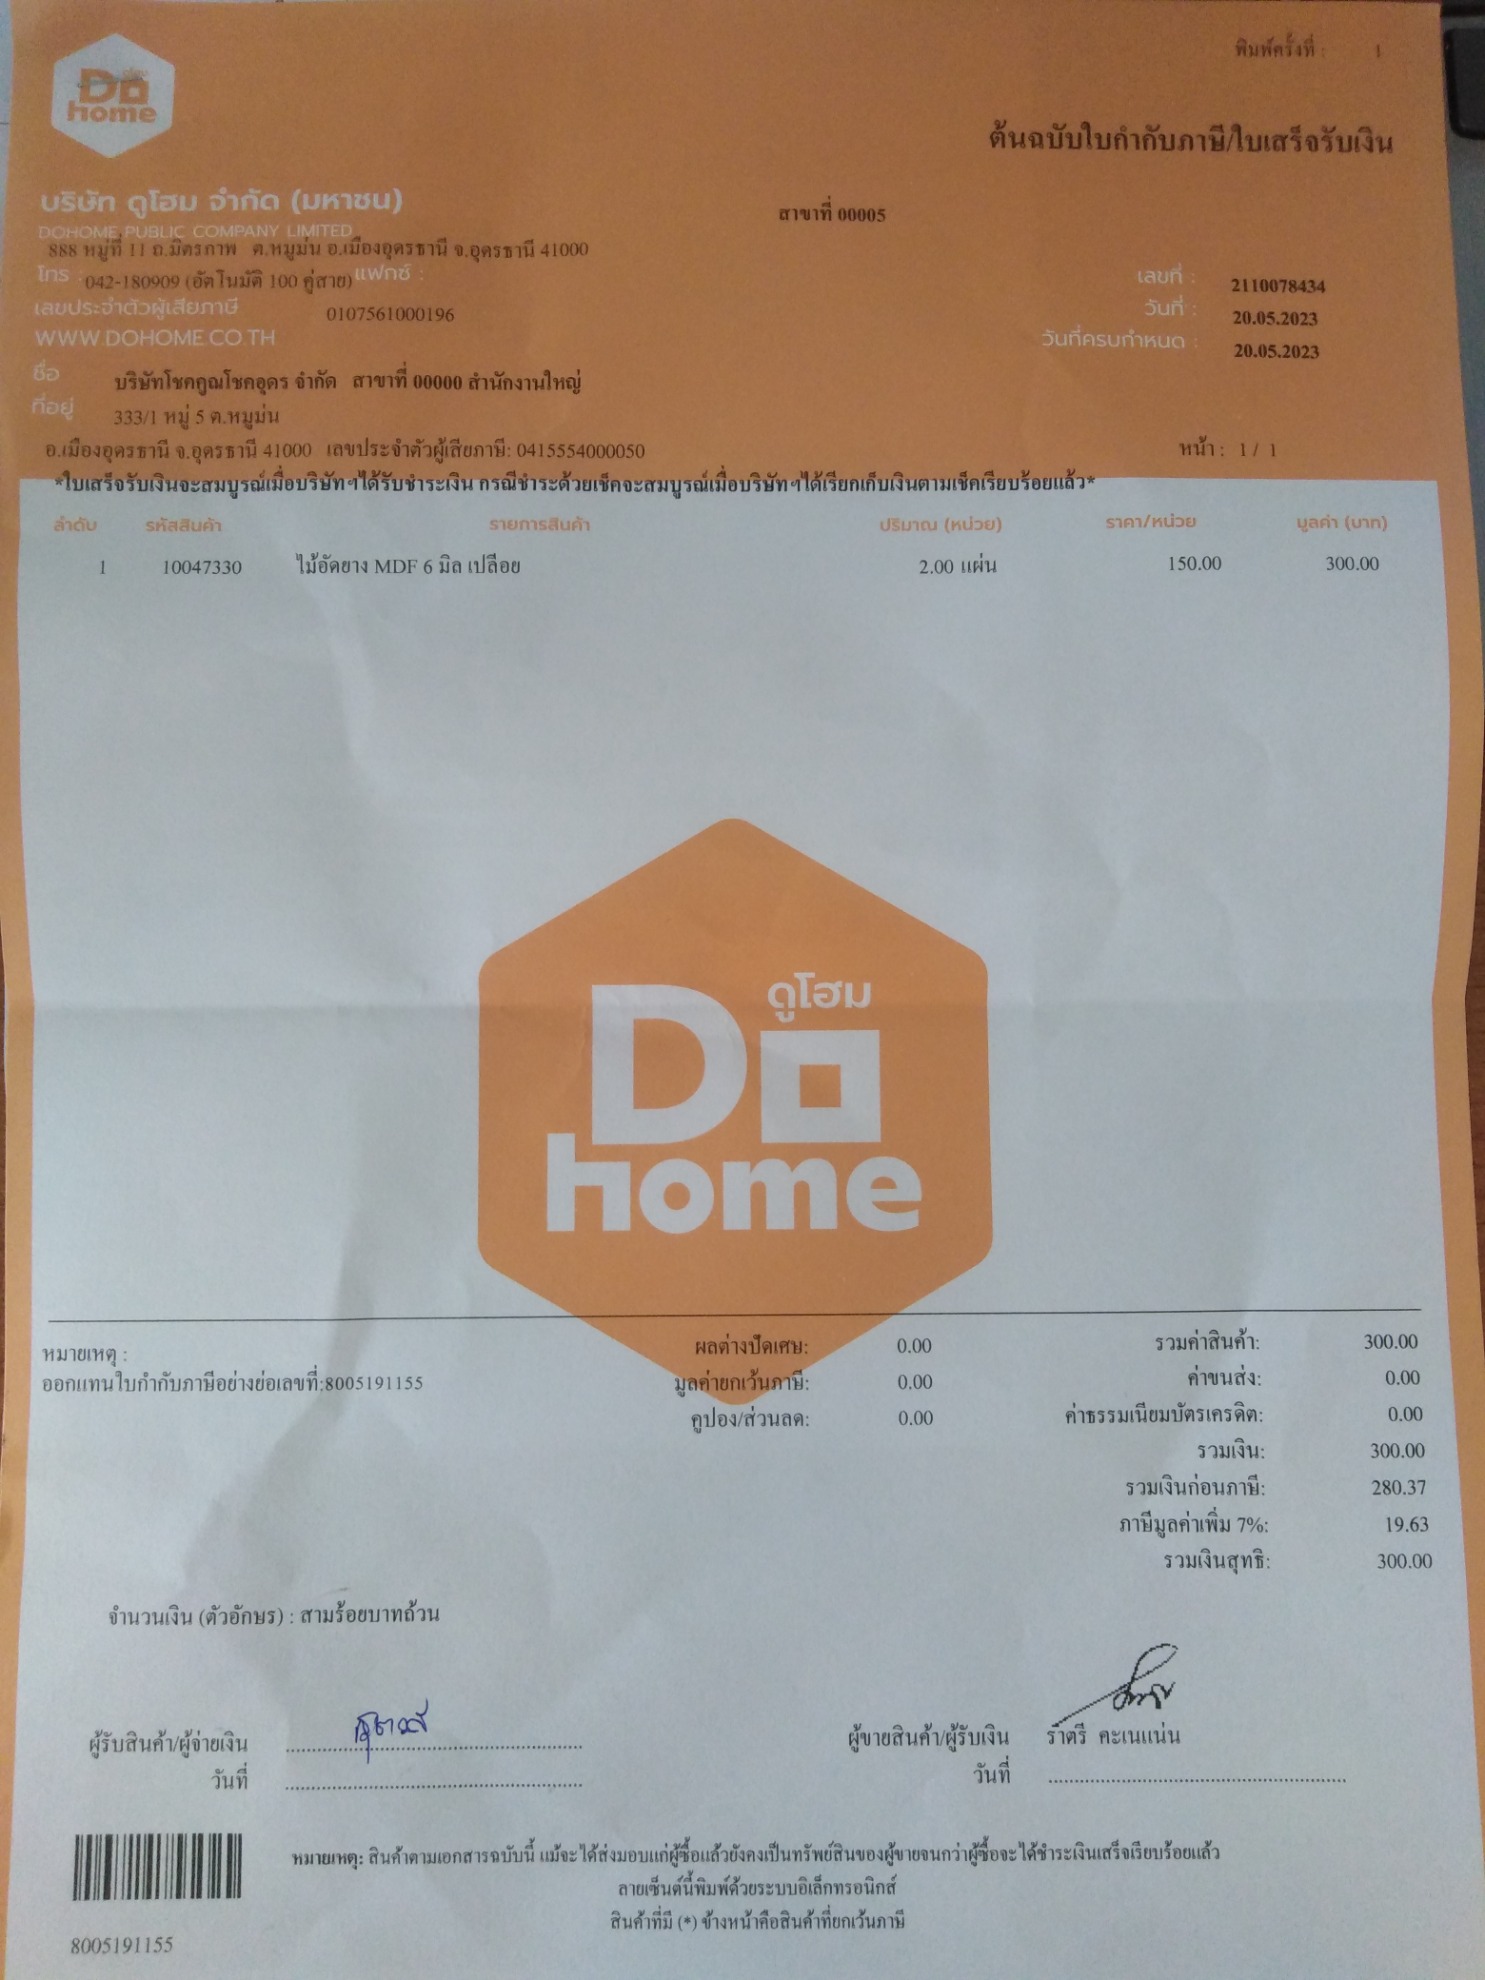 ดูโฮม
Do
home
พิมพ์ครั้งที่ : 1
ต้นฉบับใบกำกับภาษี/ใบเสร็จรับเงิน
บริษัท ดูโฮม จำกัด (มหาชน)
สาขาที่ 00005
DOHOME PUBLIC COMPANY LIMITED
888 หมู่ที่ 11 ถ.มิตรภาพ ต.หมูม่น อ.เมืองอุดรธานี จ.อุดรธานี 41000
โทร : 042-180909 (อัตโนมัติ 100 คู่สาย) แฟกซ์ :
เลขที่ : 2110078434
เลขประจำตัวผู้เสียภาษี 0107561000196
วันที่ : 20.05.2023
WWW.DOHOME.CO.TH
วันที่ครบกำหนด : 20.05.2023
ชื่อ บริษัทโชคคูณโชคอุดร จำกัด สาขาที่ 00000 สำนักงานใหญ่
ที่อยู่ 333/1 หมู่ 5 ต.หมูม่น
อ.เมืองอุดรธานี จ.อุดรธานี 41000 เลขประจำตัวผู้เสียภาษี: 0415554000050
หน้า : 1 / 1
*ใบเสร็จรับเงินจะสมบูรณ์เมื่อบริษัทฯได้รับชำระเงิน กรณีชำระด้วยเช็คจะสมบูรณ์เมื่อบริษัทฯได้เรียกเก็บเงินตามเช็คเรียบร้อยแล้ว*
ลำดับ รหัสสินค้า รายการสินค้า ปริมาณ (หน่วย) ราคา/หน่วย มูลค่า (บาท)
1 10047330 ไม้อัดยาง MDF 6 มิล เปลือย 2.00 แผ่น 150.00 300.00
ดูโฮม
Do
home
หมายเหตุ :
ออกแทนใบกำกับภาษีอย่างย่อเลขที่:8005191155
ผลต่างปัดเศษ: 0.00
มูลค่ายกเว้นภาษี: 0.00
คูปอง/ส่วนลด: 0.00
รวมค่าสินค้า: 300.00
ค่าขนส่ง: 0.00
ค่าธรรมเนียมบัตรเครดิต: 0.00
รวมเงิน: 300.00
รวมเงินก่อนภาษี: 280.37
ภาษีมูลค่าเพิ่ม 7%: 19.63
รวมเงินสุทธิ: 300.00
จำนวนเงิน (ตัวอักษร) : สามร้อยบาทถ้วน
ผู้รับสินค้า/ผู้จ่ายเงิน
วันที่
ผู้ขายสินค้า/ผู้รับเงิน ราตรี คะเนแน่น
วันที่
หมายเหตุ: สินค้าตามเอกสารฉบับนี้ แม้จะได้ส่งมอบแก่ผู้ซื้อแล้วยังคงเป็นทรัพย์สินของผู้ขายจนกว่าผู้ซื้อจะได้ชำระเงินเสร็จเรียบร้อยแล้ว
ลายเซ็นต์นี้พิมพ์ด้วยระบบอิเล็กทรอนิกส์
สินค้าที่มี (*) ข้างหน้าคือสินค้าที่ยกเว้นภาษี
8005191155